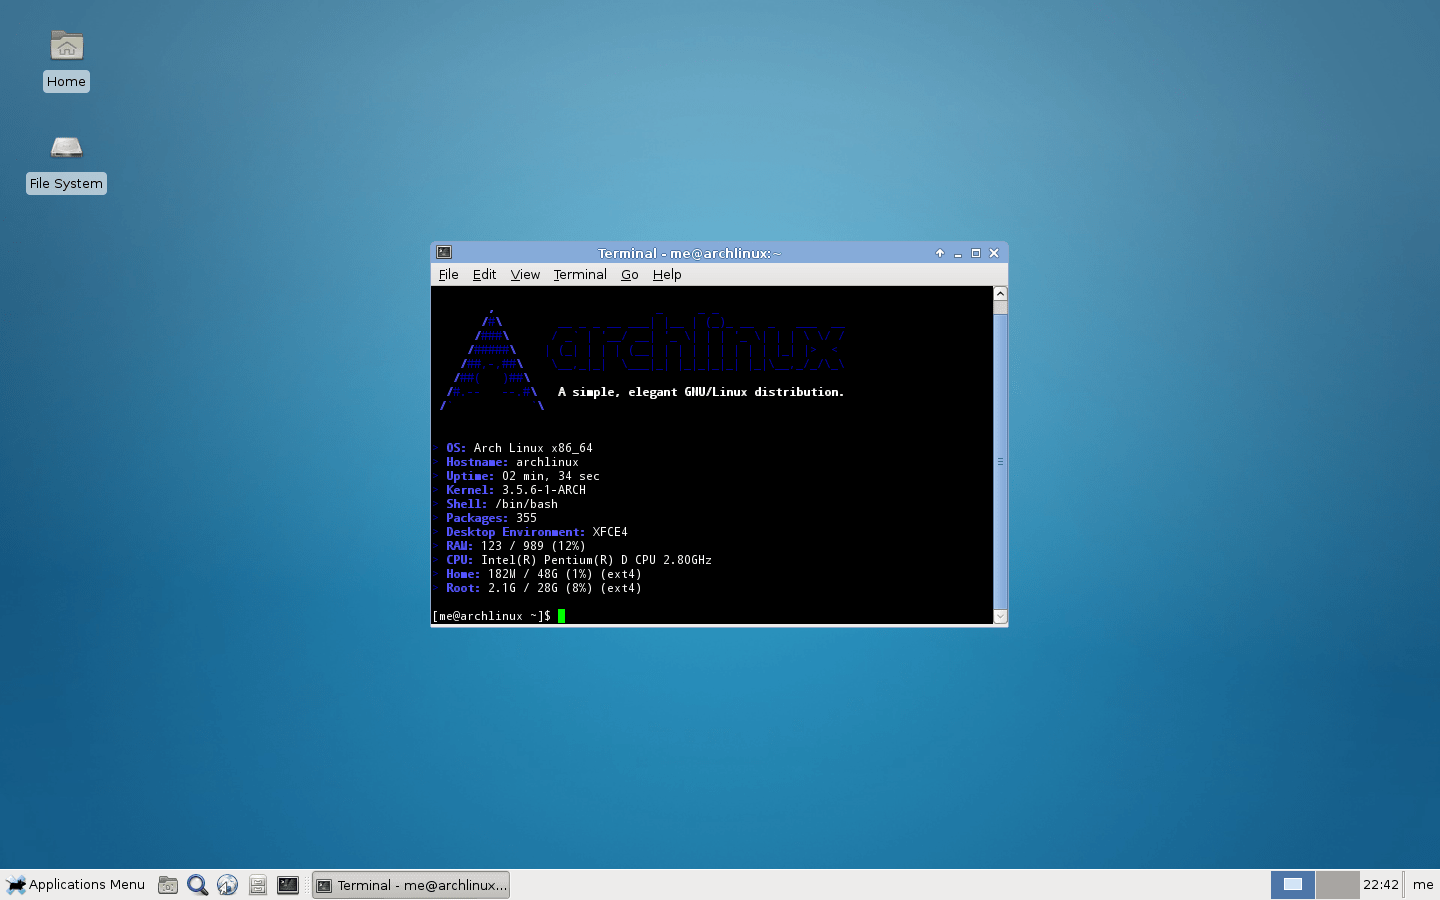 Home
File System
Terminal - me@archlinux:~
File Edit View Terminal Go Help
archlinux
A simple, elegant GNU/Linux distribution.
OS: Arch Linux x86_64
Hostname: archlinux
Uptime: 02 min, 34 sec
Kernel: 3.5.6-1-ARCH
Shell: /bin/bash
Packages: 355
Desktop Environment: XFCE4
RAM: 123 / 989 (12%)
CPU: Intel(R) Pentium(R) D CPU 2.80GHz
Home: 182M / 48G (1%) (ext4)
Root: 2.1G / 28G (8%) (ext4)
[me@archlinux ~]$
Applications Menu
Terminal - me@archlinux...
22:42
me